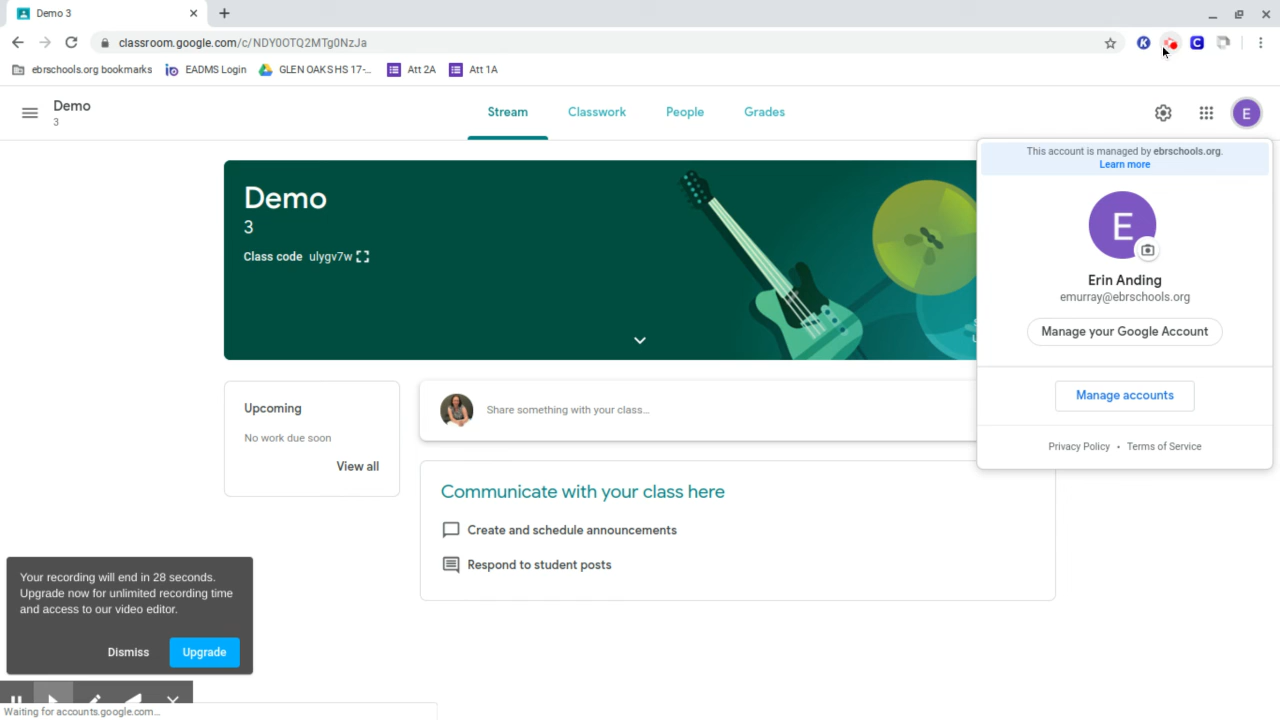 Demo 3
classroom.google.com/c/NDY0OTQ2MTg0NzJa
ebrschools.org bookmarks
EADMS Login
GLEN OAKS HS 17-...
Att 2A
Att 1A
Demo
3
Stream
Classwork
People
Grades
E
This account is managed by ebrschools.org.
Learn more
E
Erin Anding
emurray@ebrschools.org
Manage your Google Account
Manage accounts
Privacy Policy • Terms of Service
Demo
3
Class code ulygv7w
Upcoming
No work due soon
View all
Share something with your class...
Communicate with your class here
Create and schedule announcements
Respond to student posts
Your recording will end in 28 seconds.
Upgrade now for unlimited recording time
and access to our video editor.
Dismiss
Upgrade
Waiting for accounts.google.com...